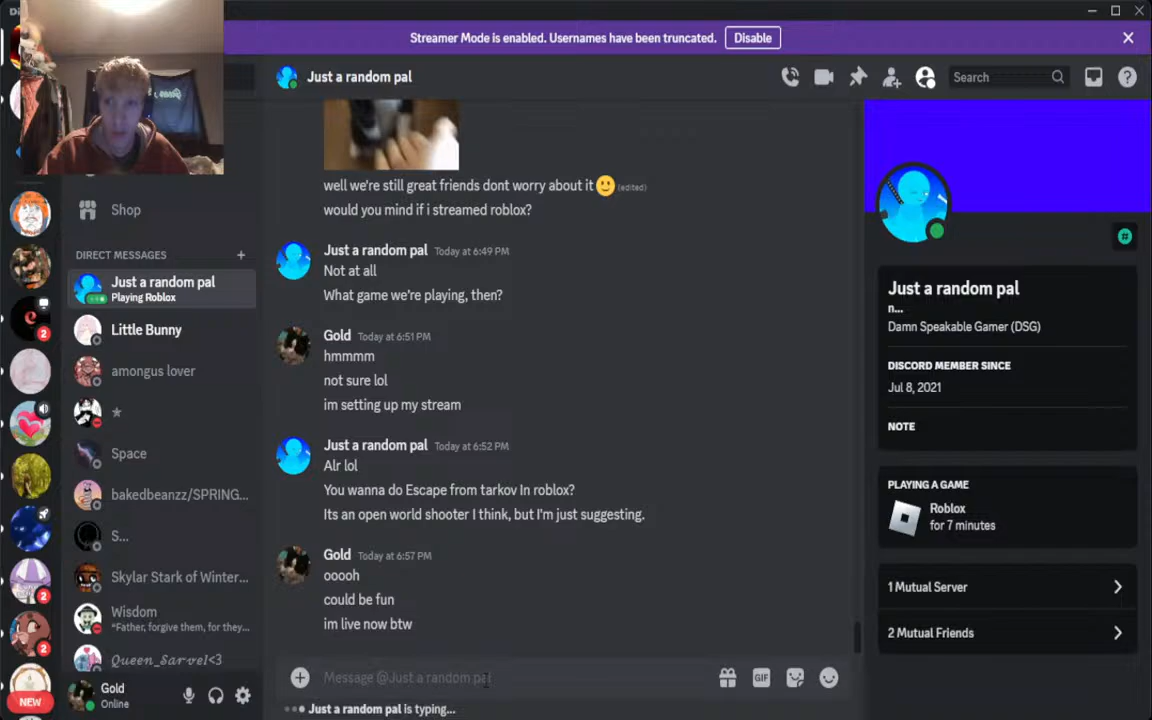 Streamer Mode is enabled. Usernames have been truncated.
Disable
Just a random pal
Search
Shop
DIRECT MESSAGES
Just a random pal
Playing Roblox
Little Bunny
amongus lover
Space
bakedbeanzz/SPRING...
S...
Skylar Stark of Winter...
Wisdom
"Father, forgive them, for they...
Queen_Sarvel<3
Gold
Online
NEW
2
2
2
2
well we're still great friends dont worry about it 🙂 (edited)
would you mind if i streamed roblox?
Just a random pal Today at 6:49 PM
Not at all
What game we're playing, then?
Gold Today at 6:51 PM
hmmmm
not sure lol
im setting up my stream
Just a random pal Today at 6:52 PM
Alr lol
You wanna do Escape from tarkov In roblox?
Its an open world shooter I think, but I'm just suggesting.
Gold Today at 6:57 PM
ooooh
could be fun
im live now btw
Message @Just a random pal
GIF
Just a random pal is typing...
Just a random pal
n...
Damn Speakable Gamer (DSG)
DISCORD MEMBER SINCE
Jul 8, 2021
NOTE
PLAYING A GAME
Roblox
for 7 minutes
1 Mutual Server
2 Mutual Friends